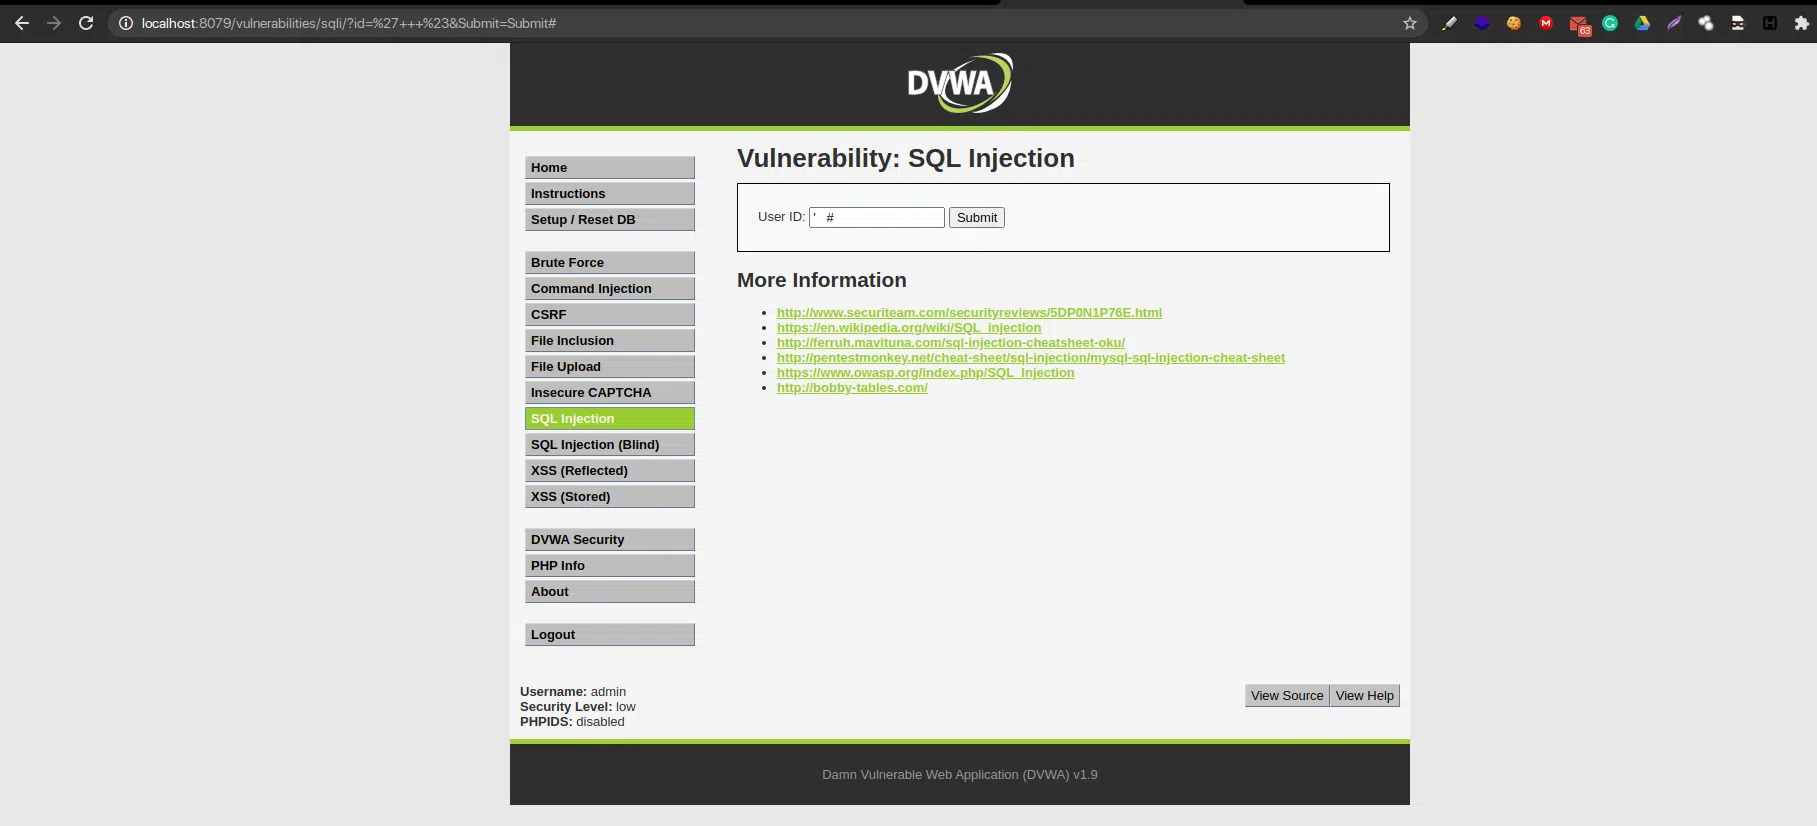 localhost:8079/vulnerabilities/sqli/?id=%27+++%23&Submit=Submit#
63
DVWA
Home
Instructions
Setup / Reset DB
Brute Force
Command Injection
CSRF
File Inclusion
File Upload
Insecure CAPTCHA
SQL Injection
SQL Injection (Blind)
XSS (Reflected)
XSS (Stored)
DVWA Security
PHP Info
About
Logout
Vulnerability: SQL Injection
User ID: '   # Submit
More Information
http://www.securiteam.com/securityreviews/5DP0N1P76E.html
https://en.wikipedia.org/wiki/SQL_injection
http://ferruh.mavituna.com/sql-injection-cheatsheet-oku/
http://pentestmonkey.net/cheat-sheet/sql-injection/mysql-sql-injection-cheat-sheet
https://www.owasp.org/index.php/SQL_Injection
http://bobby-tables.com/
Username: admin
Security Level: low
PHPIDS: disabled
View Source View Help
Damn Vulnerable Web Application (DVWA) v1.9